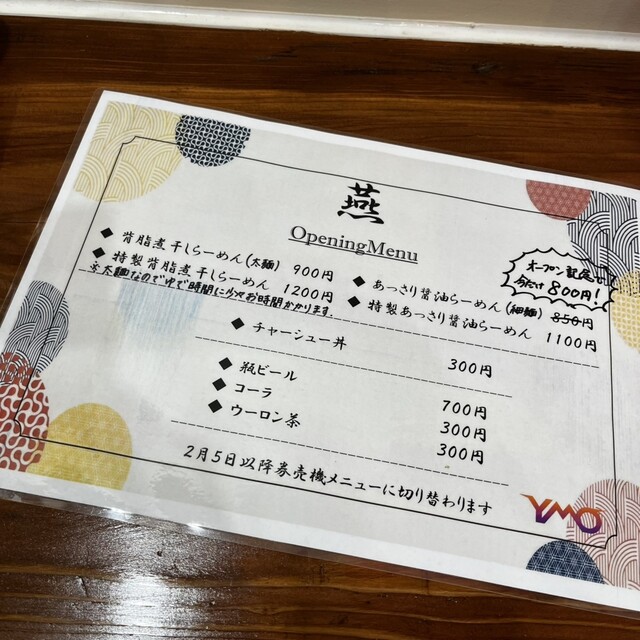 燕
OpeningMenu
◆ 背脂煮干しらーめん(太麺) 900円
◆ 特製背脂煮干しらーめん 1200円
※太麺なのでゆで時間に少々お時間かかります
◆ あっさり醤油らーめん(細麺) 850円
◆ 特製あっさり醤油らーめん 1100円
オープン記念で
今だけ800円!
◆ チャーシュー丼 300円
◆ 瓶ビール 700円
◆ コーラ 300円
◆ ウーロン茶 300円
2月5日以降券売機メニューに切り替わります
YMO